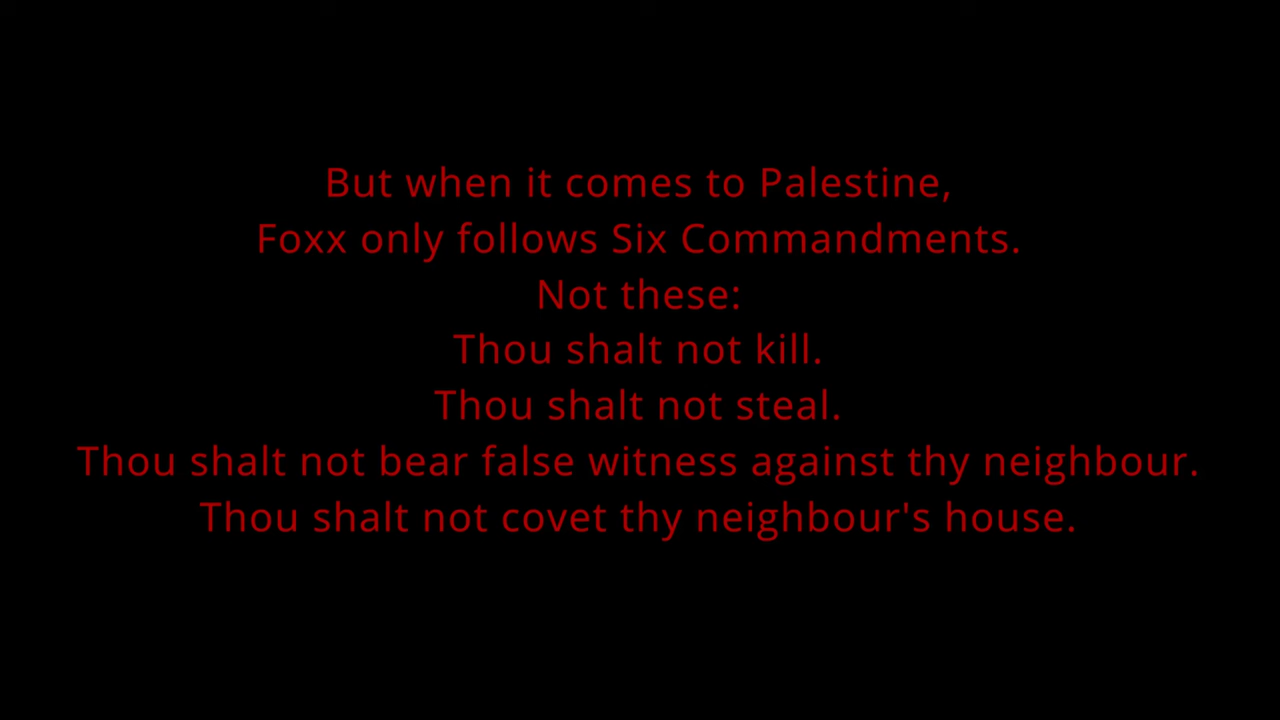 But when it comes to Palestine,
Foxx only follows Six Commandments.
Not these:
Thou shalt not kill.
Thou shalt not steal.
Thou shalt not bear false witness against thy neighbour.
Thou shalt not covet thy neighbour's house.